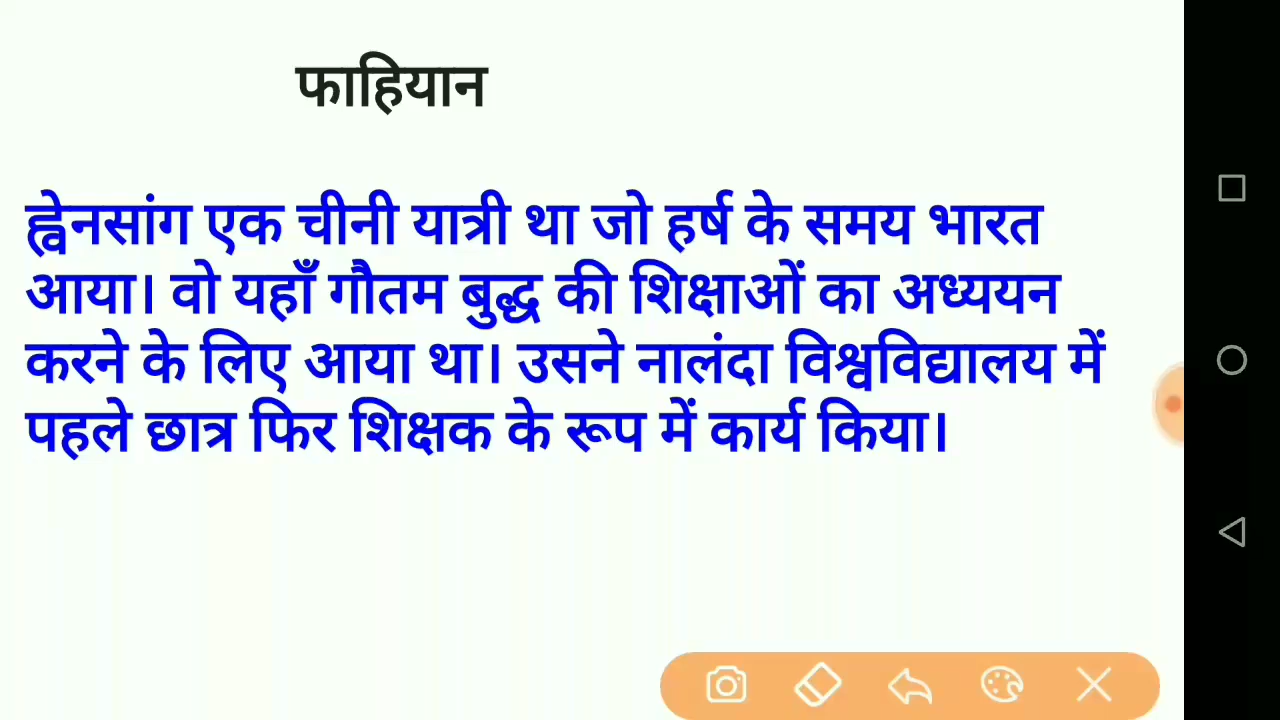 फाहियान
ह्वेनसांग एक चीनी यात्री था जो हर्ष के समय भारत
आया। वो यहाँ गौतम बुद्ध की शिक्षाओं का अध्ययन
करने के लिए आया था। उसने नालंदा विश्वविद्यालय में
पहले छात्र फिर शिक्षक के रूप में कार्य किया।